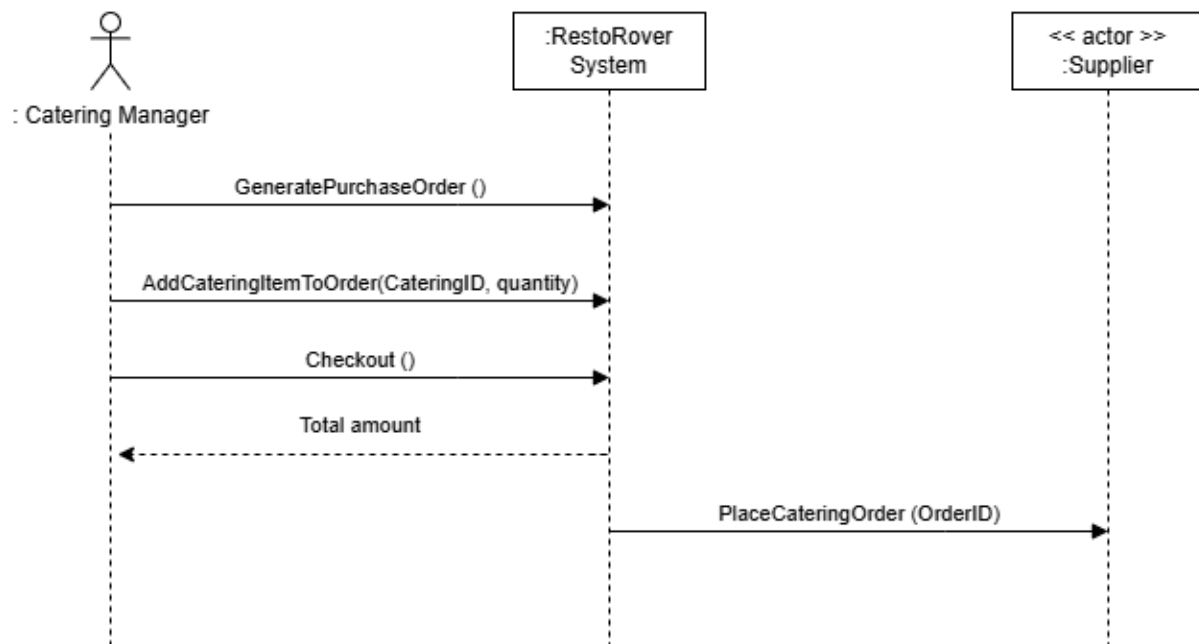 :RestoRover
System
<< actor >>
:Supplier
: Catering Manager
GeneratePurchaseOrder ()
AddCateringItemToOrder(CateringID, quantity)
Checkout ()
Total amount
PlaceCateringOrder (OrderID)